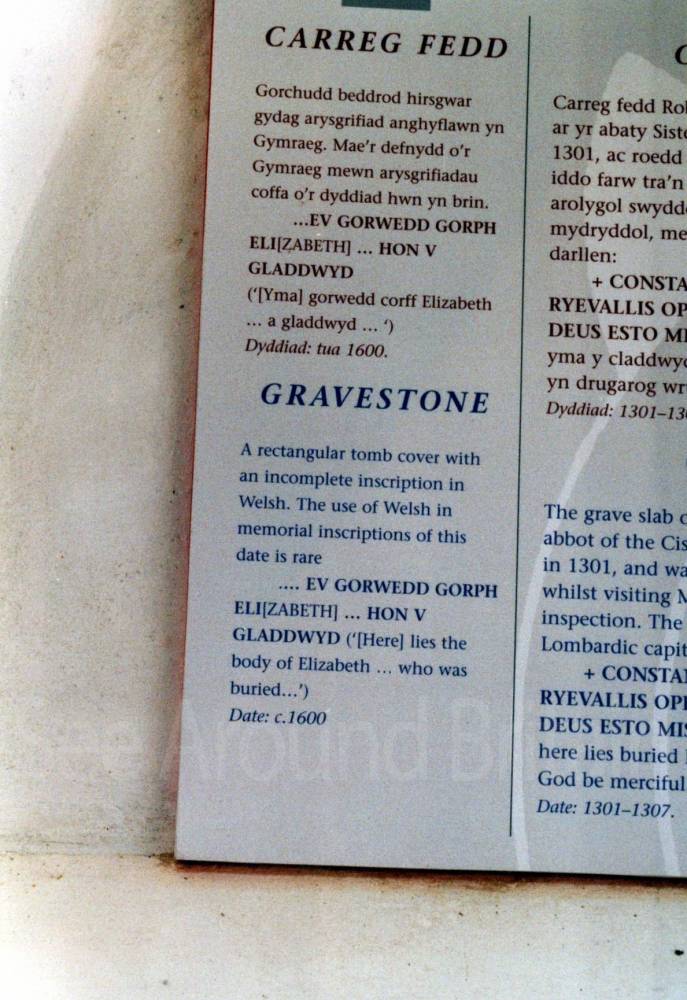 CARREG FEDD
Gorchudd beddrod hirsgwar
gydag arysgrifiad anghyflawn yn
Gymraeg. Mae'r defnydd o'r
Gymraeg mewn arysgrifiadau
coffa o'r dyddiad hwn yn brin.
...EV GORWEDD GORPH
ELI[ZABETH] ... HON V
GLADDWYD
('[Yma] gorwedd corff Elizabeth
... a gladdwyd ... ')
Dyddiad: tua 1600.
GRAVESTONE
A rectangular tomb cover with
an incomplete inscription in
Welsh. The use of Welsh in
memorial inscriptions of this
date is rare
.... EV GORWEDD GORPH
ELI[ZABETH] ... HON V
GLADDWYD ('[Here] lies the
body of Elizabeth ... who was
buried...')
Date: c.1600
Carreg fedd
ar yr abaty
1301, ac roedd
iddo farw tra'n
arolygol
mydryddol,
darllen:
+
RYEVALLIS
DEUS ESTO
yma y
yn drugarog
Dyddiad:
The grave slab
abbot of the
in 1301, and
whilst visiting
inspection. The
Lombardic
+
RYEVALLIS
DEUS ESTO
here lies buried
God be merciful
Date: 1301–1307.
Around